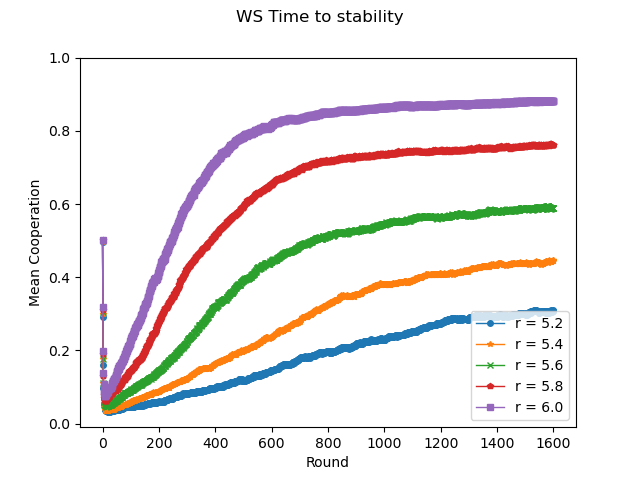 WS Time to stability
Mean Cooperation
1.0
0.8
0.6
0.4
0.2
0.0
0
200
400
600
800
1000
1200
1400
1600
Round
r = 5.2
r = 5.4
r = 5.6
r = 5.8
r = 6.0